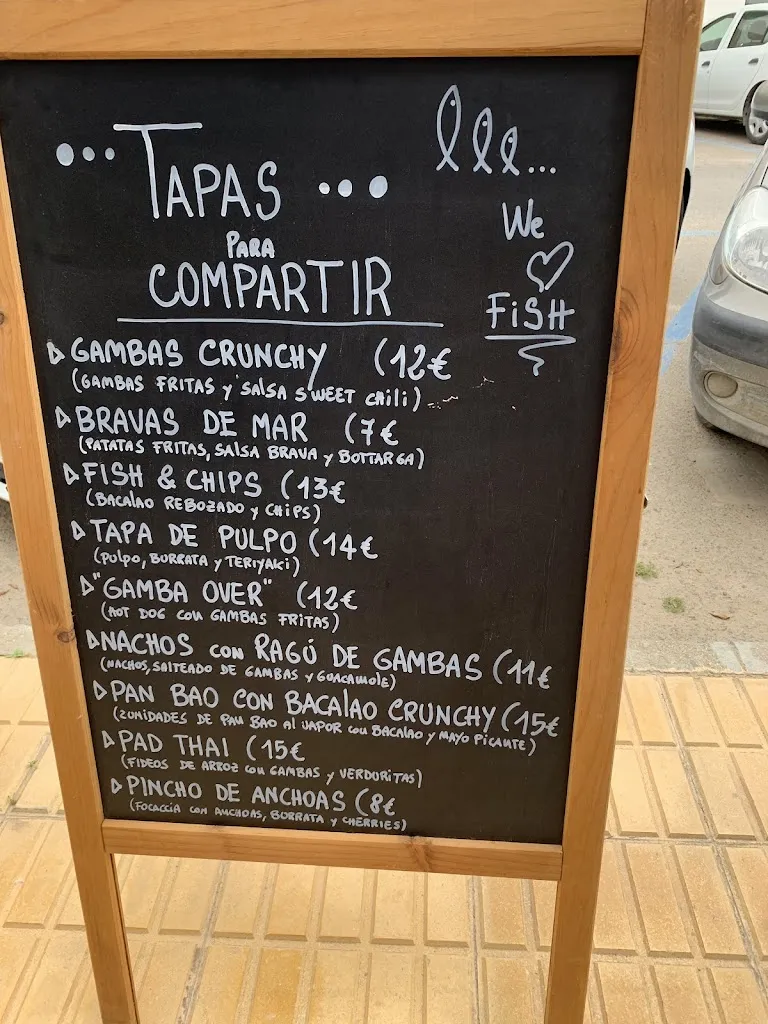 ... TAPAS ...
PARA
COMPARTIR
...
We
FiSH
GAMBAS CRUNCHY (12€
(GAMBAS FRITAS y SALSA SWEET CHiLi)
BRAVAS DE MAR (7€
(PATATAS FRITAS, SALSA BRAVA y BOTTARGA)
FISH & CHIPS (13€
(BACALAO REBOZADO y CHiPS)
TAPA DE PULPO (14€
(PULPO, BURRATA y TERIYAKi)
"GAMBA OVER" (12€
(HOT DOG CON GAMBAS FRITAS)
NACHOS CON RAGÚ DE GAMBAS (11€
(NACHOS, SALTEADO DE GAMBAS y GUACAMOLE)
PAN BAO CON BACALAO CRUNCHY (15€
(2UNIDADES DE PAN BAO Al VAPOR CON BACALAO y MAYO PiCANTE)
PAD THAI (15€
(FIDEOS DE ARROZ CON GAMBAS y VERDURITAS)
PINCHO DE ANCHOAS (8€
(FOCACCIA CON ANCHOAS, BURRATA y CHERRIES)